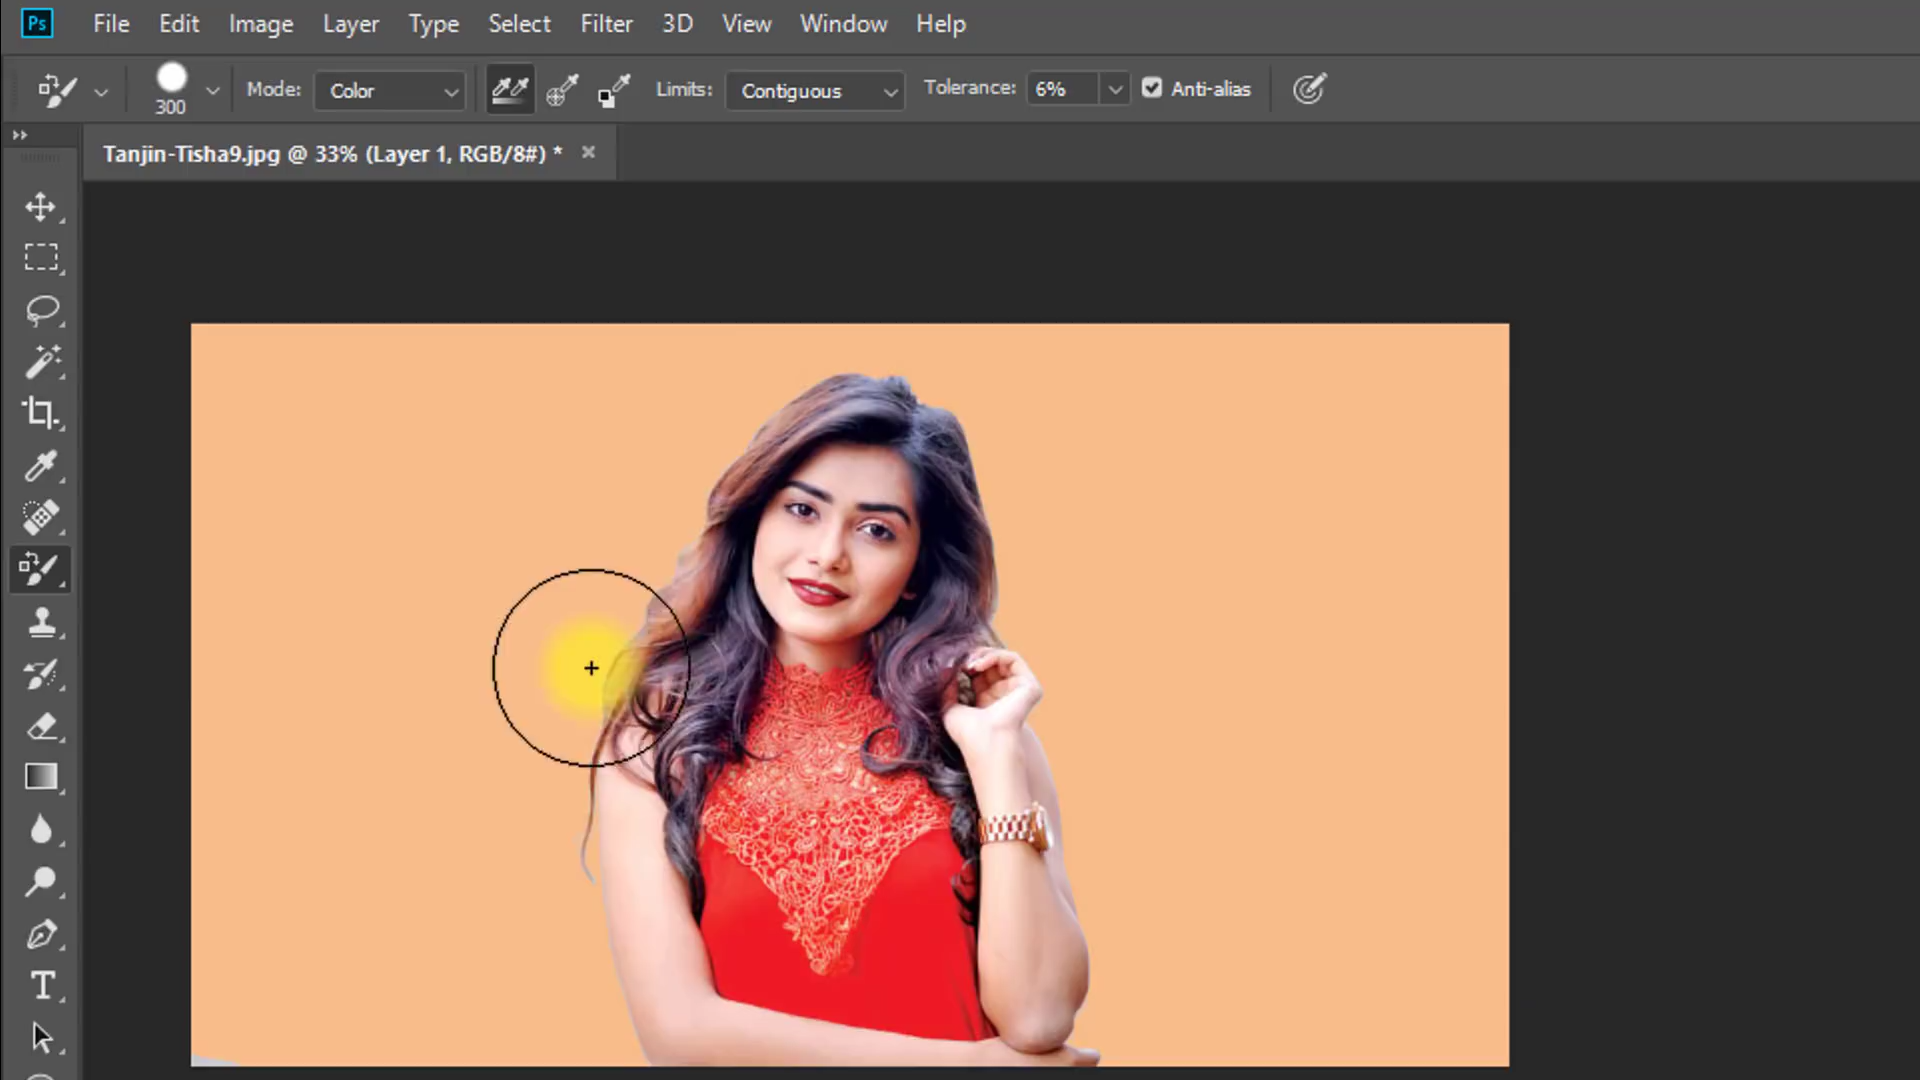 Ps File Edit Image Layer Type Select Filter 3D View Window Help
300 Mode: Color Limits: Contiguous Tolerance: 6% Anti-alias
Tanjin-Tisha9.jpg @ 33% (Layer 1, RGB/8#) *